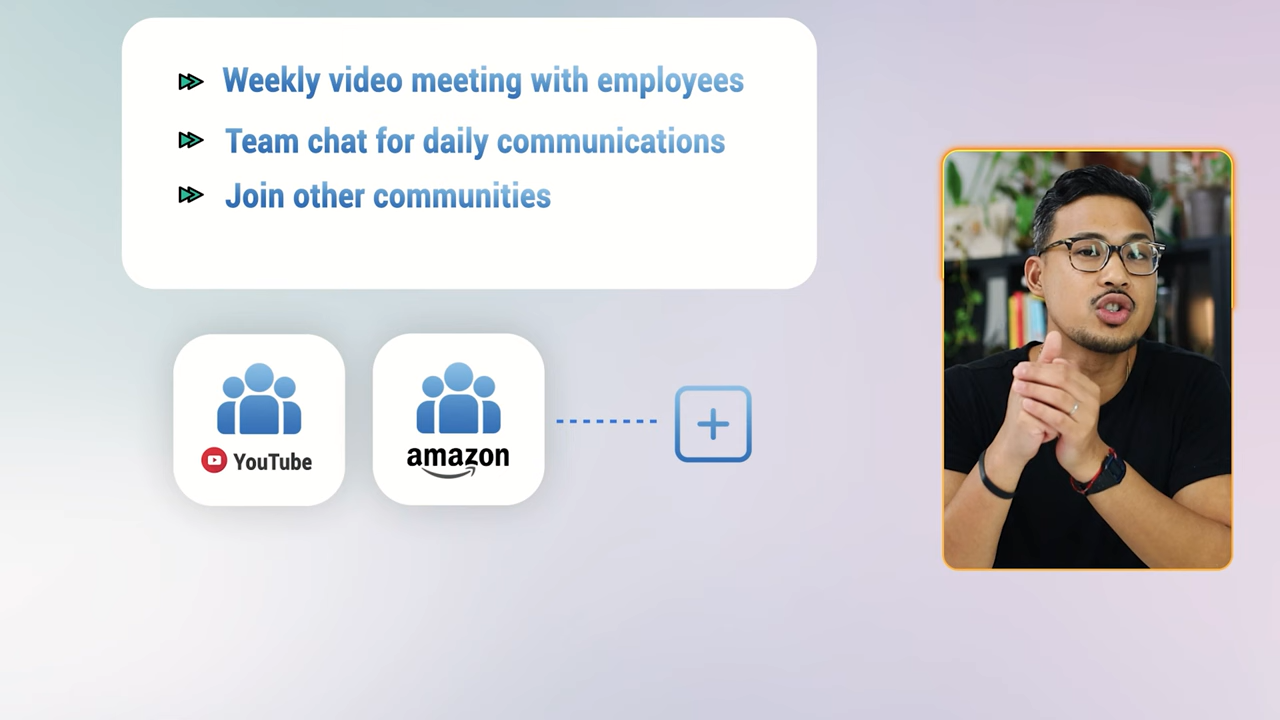 Weekly video meeting with employees
Team chat for daily communications
Join other communities
YouTube
amazon